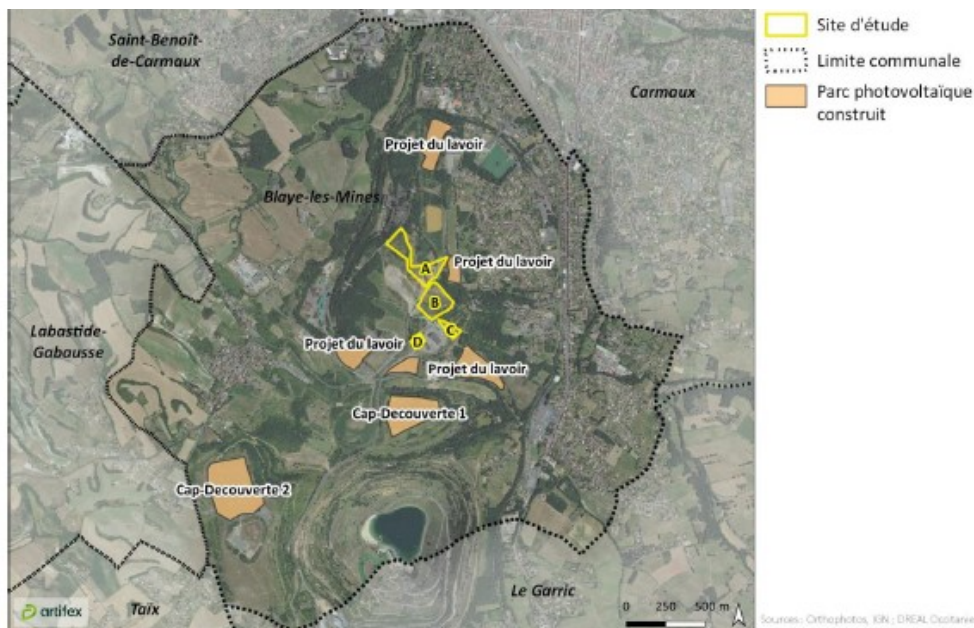 Saint-Benoît-
de-Carmaux
Carmaux
Projet du lavoir
Blaye-les-Mines
A
Projet du lavoir
B
C
D
Labastide-
Gabausse
Projet du lavoir
Projet du lavoir
Cap-Decouverte 1
Cap-Decouverte 2
Le Garric
Taïx
artifex
0 250 500 m
Site d'étude
Limite communale
Parc photovoltaïque
construit
Sources : Orthophotos, IGN ; DREAL Occitanie